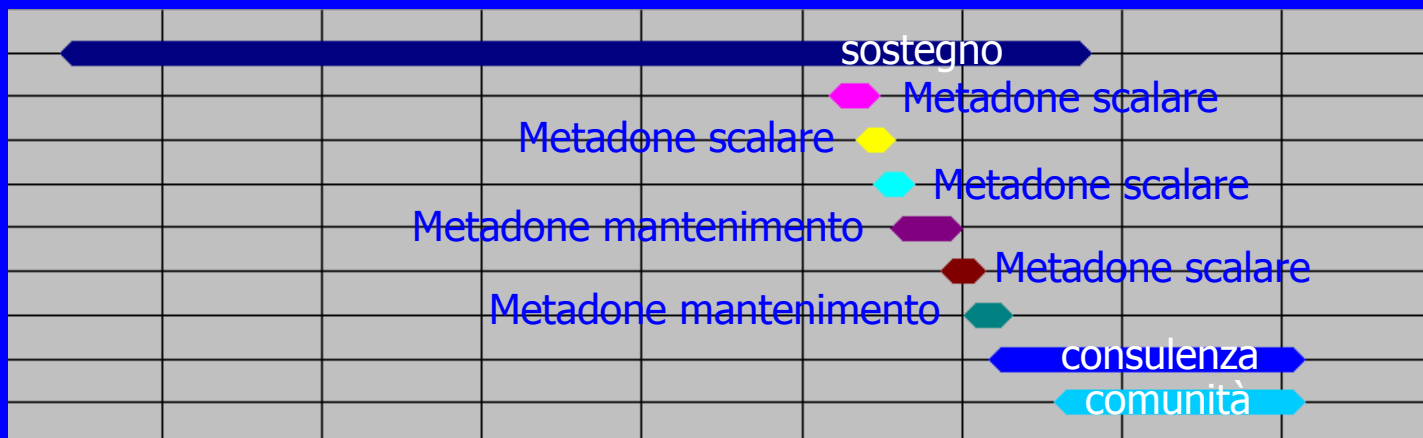 sostegno
Metadone scalare
Metadone scalare
Metadone scalare
Metadone mantenimento
Metadone scalare
Metadone mantenimento
consulenza
comunità